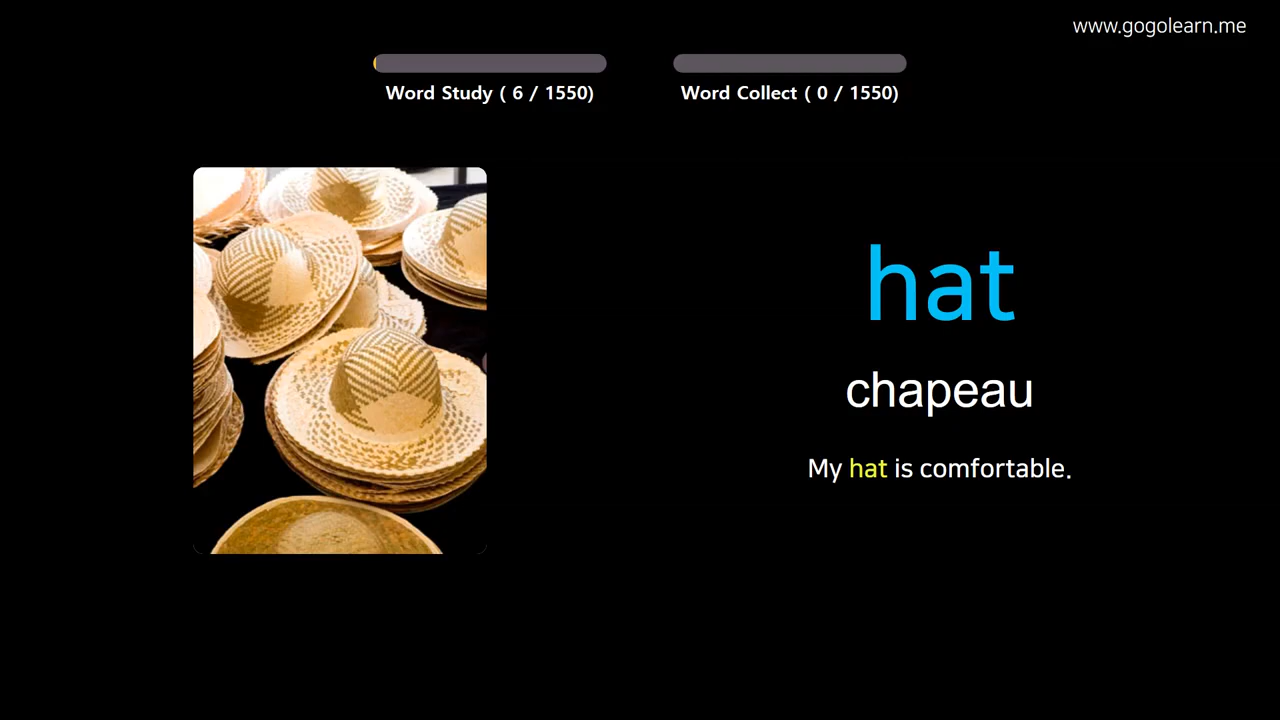 www.gogolearn.me
Word Study ( 6 / 1550)
Word Collect ( 0 / 1550)
hat
chapeau
My hat is comfortable.